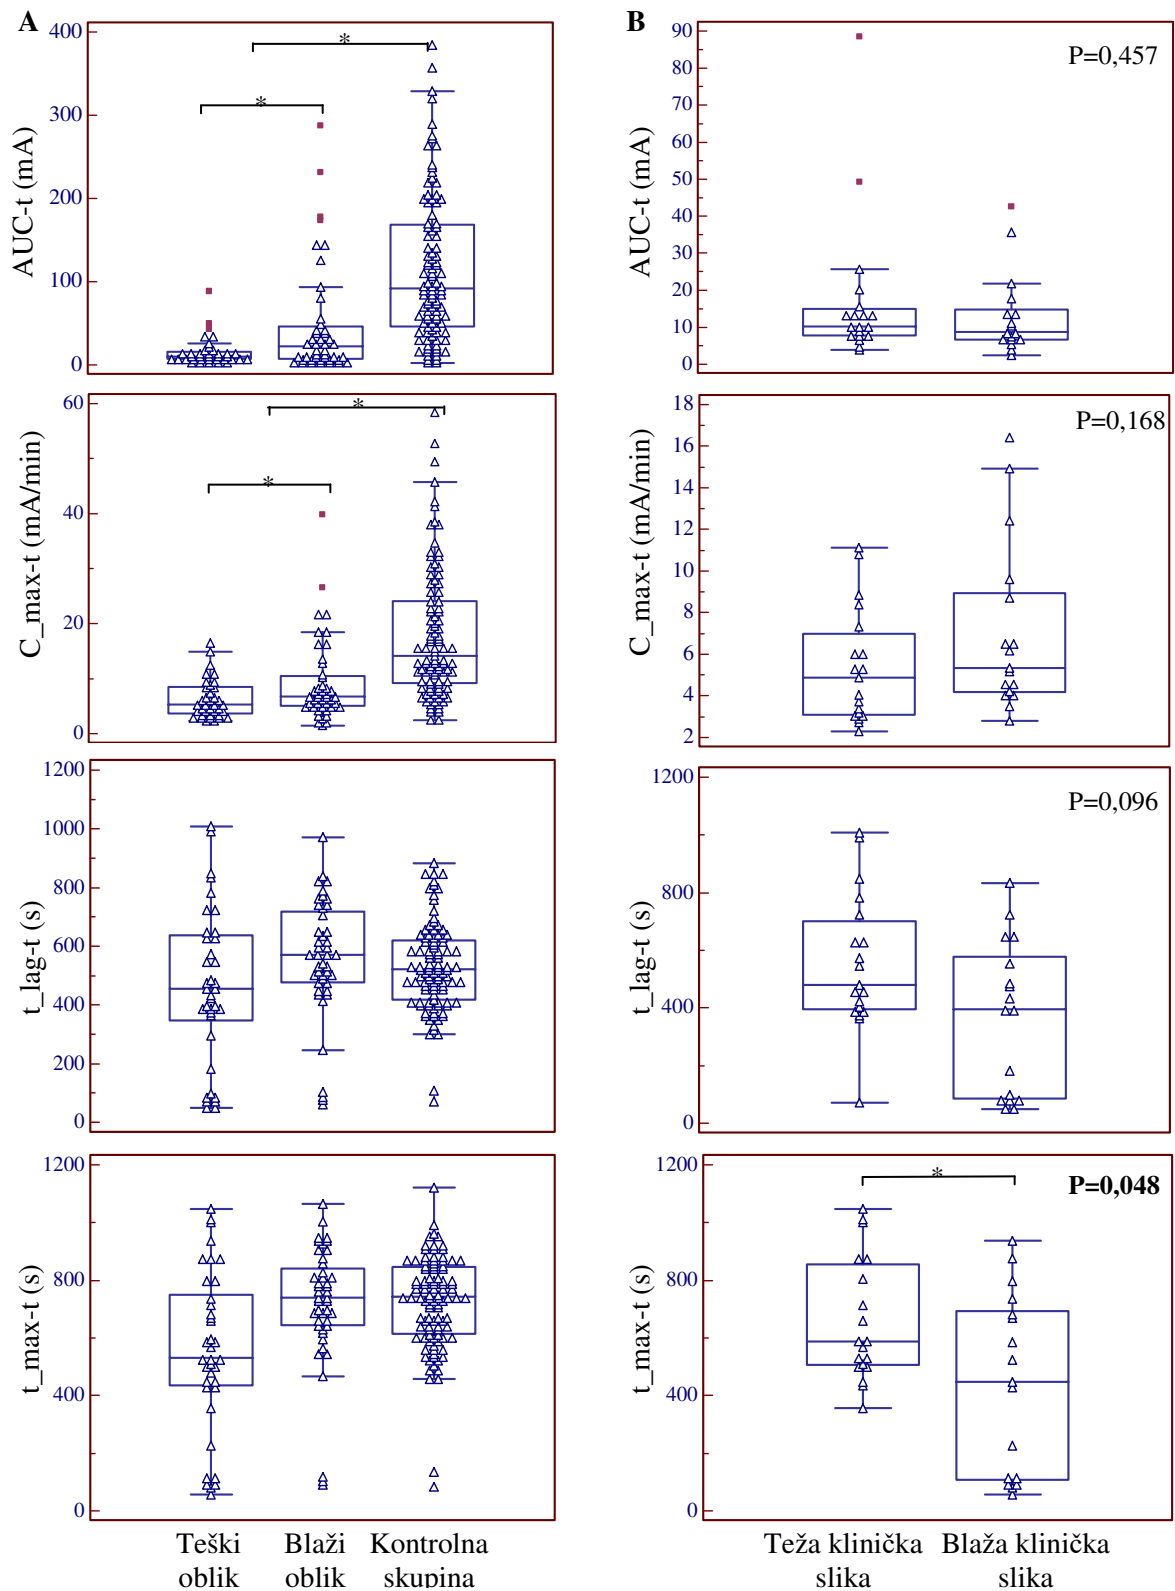 A
AUC-t (mA)
400
300
200
100
0
*
*
C_max-t (mA/min)
60
40
20
0
*
*
t_lag-t (s)
1200
1000
800
600
400
200
0
t_max-t (s)
1200
800
400
0
Teški oblik
Blaži oblik
Kontrolna skupina
B
P=0,457
AUC-t (mA)
90
80
70
60
50
40
30
20
10
0
P=0,168
C_max-t (mA/min)
18
16
14
12
10
8
6
4
2
P=0,096
t_lag-t (s)
1200
800
400
0
*
P=0,048
t_max-t (s)
1200
800
400
0
Teža klinička slika
Blaža klinička slika